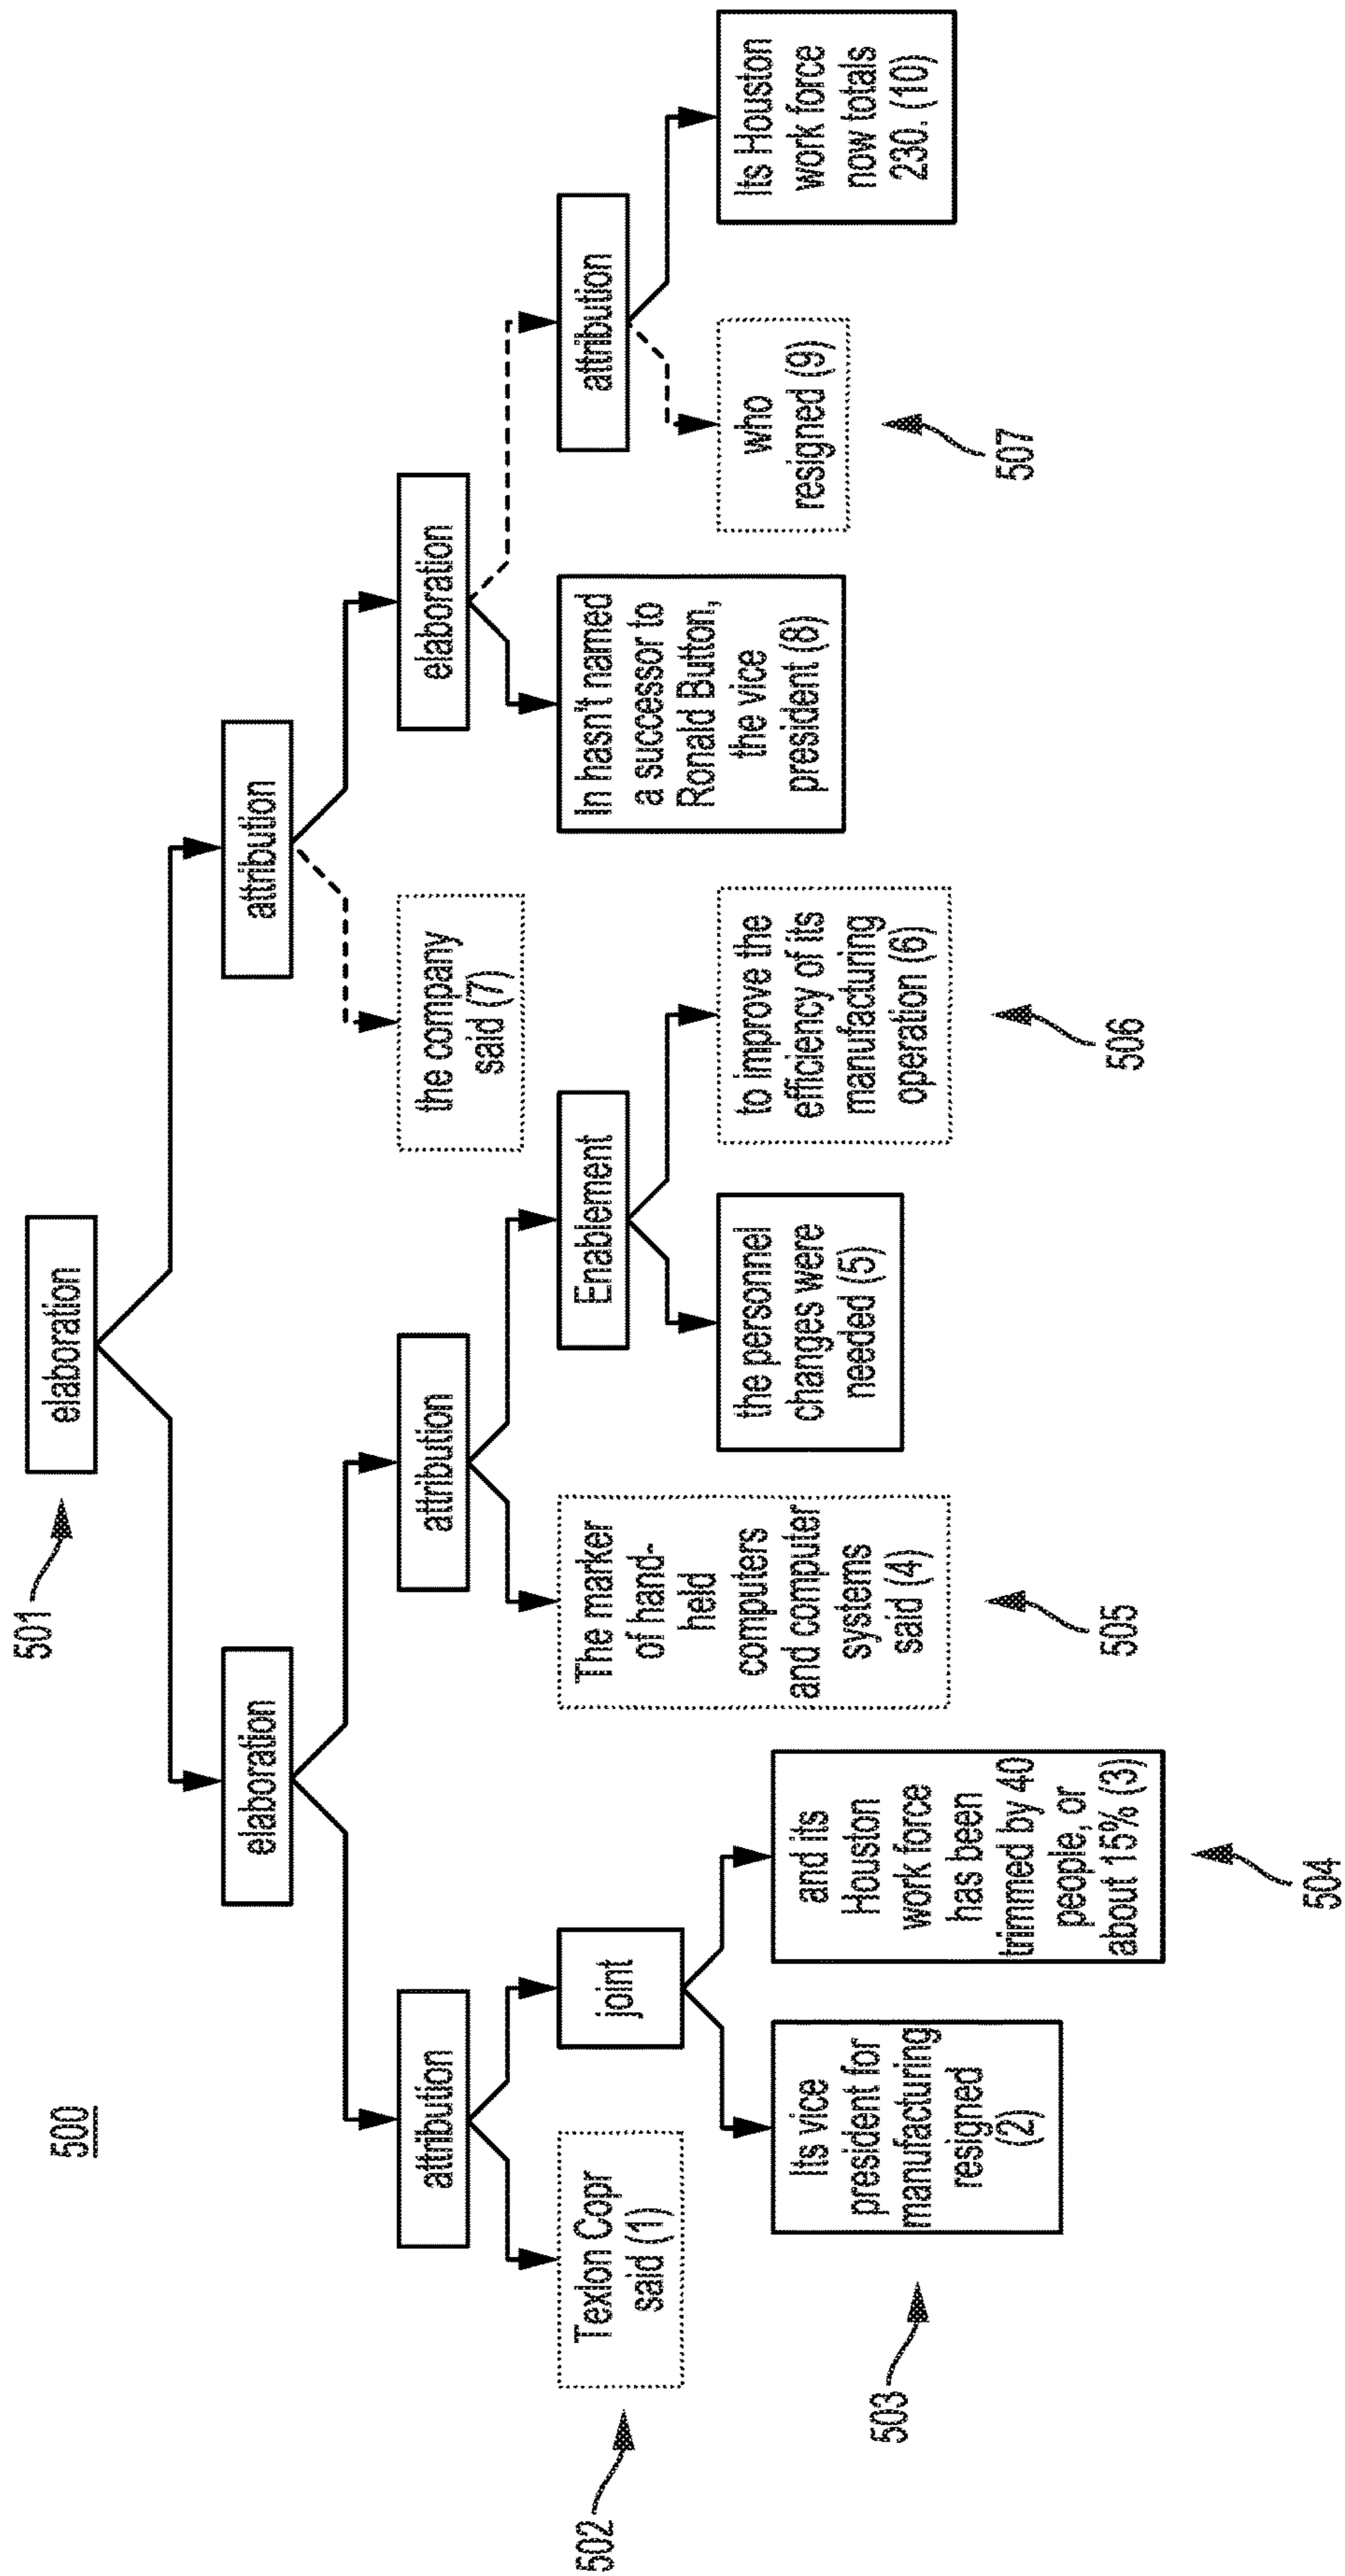 500
501
elaboration
elaboration
attribution
attribution
attribution
the company
said (7)
elaboration
502
Texlon Copr
said (1)
joint
The marker
of hand-
held
computers
and computer
systems
said (4)
505
Enablement
In hasn't named
a successor to
Ronald Button,
the vice
president (8)
attribution
503
Its vice
president for
manufacturing
resigned
(2)
and its
Houston
work force
has been
trimmed by 40
people, or
about 15% (3)
504
the personnel
changes were
needed (5)
to improve the
efficiency of its
manufacturing
operation (6)
506
who
resigned (9)
507
Its Houston
work force
now totals
230. (10)